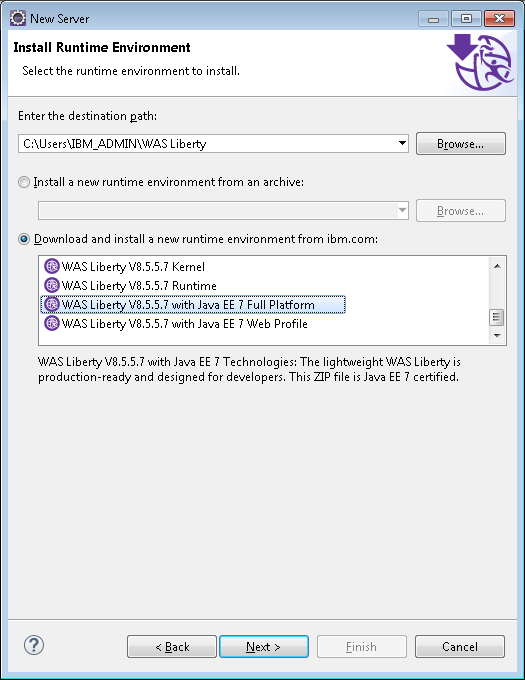 New Server
Install Runtime Environment
Select the runtime environment to install.
Enter the destination path:
C:\Users\IBM_ADMIN\WAS Liberty
Browse...
Install a new runtime environment from an archive:
Browse...
Download and install a new runtime environment from ibm.com:
WAS Liberty V8.5.5.7 Kernel
WAS Liberty V8.5.5.7 Runtime
WAS Liberty V8.5.5.7 with Java EE 7 Full Platform
WAS Liberty V8.5.5.7 with Java EE 7 Web Profile
WAS Liberty V8.5.5.7 with Java EE 7 Technologies: The lightweight WAS Liberty is
production-ready and designed for developers. This ZIP file is Java EE 7 certified.
?
< Back
Next >
Finish
Cancel